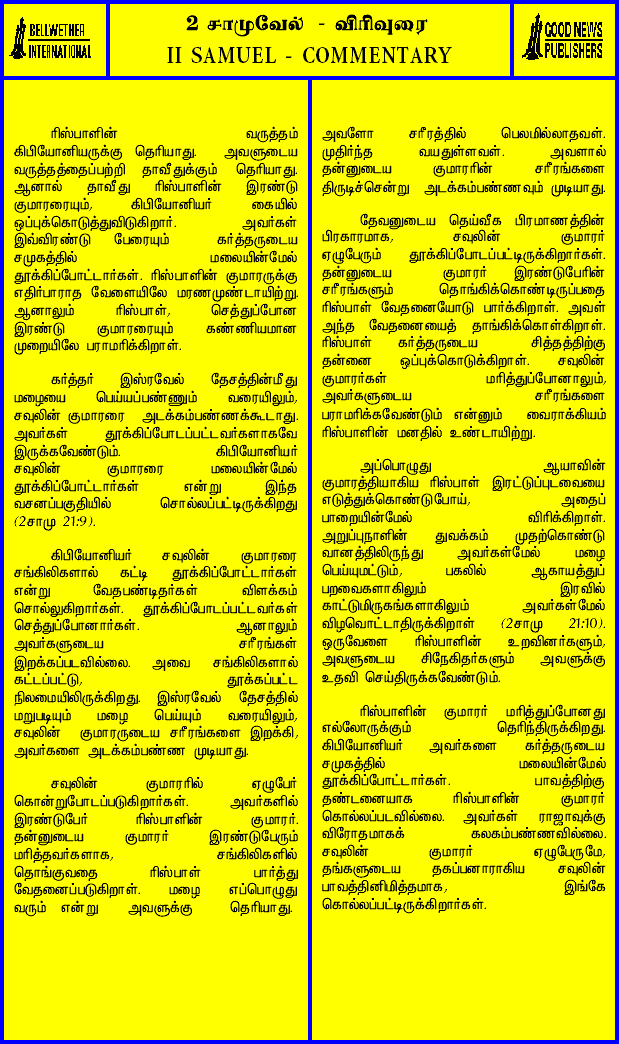 BELLWETHER
INTERNATIONAL
2 சாமுவேல் - விரிவுரை
II SAMUEL - COMMENTARY
GOOD NEWS
PUBLISHERS
ரிஸ்பாளின் வருத்தம்
கிபியோனியருக்கு தெரியாது. அவளுடைய
வருத்தத்தைப்பற்றி தாவீதுக்கும் தெரியாது.
ஆனால் தாவீது ரிஸ்பாளின் இரண்டு
குமாரரையும், கிபியோனியர் கையில்
ஒப்புக்கொடுத்துவிடுகிறார். அவர்கள்
இவ்விரண்டு பேரையும் கர்த்தருடைய
சமுகத்தில் மலையின்மேல்
தூக்கிப்போட்டார்கள். ரிஸ்பாளின் குமாரருக்கு
எதிர்பாராத வேளையிலே மரணமுண்டாயிற்று.
ஆனாலும் ரிஸ்பாள், செத்துப்போன
இரண்டு குமாரரையும் கண்ணியமான
முறையிலே பராமரிக்கிறாள்.
கர்த்தர் இஸ்ரவேல் தேசத்தின்மீது
மழையை பெய்யப்பண்ணும் வரையிலும்,
சவுலின் குமாரரை அடக்கம்பண்ணக்கூடாது.
அவர்கள் தூக்கிப்போடப்பட்டவர்களாகவே
இருக்கவேண்டும். கிபியோனியர்
சவுலின் குமாரரை மலையின்மேல்
தூக்கிப்போட்டார்கள் என்று இந்த
வசனப்பகுதியில் சொல்லப்பட்டிருக்கிறது
(2சாமு 21:9).
கிபியோனியர் சவுலின் குமாரரை
சங்கிலிகளால் கட்டி தூக்கிப்போட்டார்கள்
என்று வேதபண்டிதர்கள் விளக்கம்
சொல்லுகிறார்கள். தூக்கிப்போடப்பட்டவர்கள்
செத்துப்போனார்கள். ஆனாலும்
அவர்களுடைய சரீரங்கள்
இறக்கப்படவில்லை. அவை சங்கிலிகளால்
கட்டப்பட்டு, தூக்கப்பட்ட
நிலமையிலிருக்கிறது. இஸ்ரவேல் தேசத்தில்
மறுபடியும் மழை பெய்யும் வரையிலும்,
சவுலின் குமாரருடைய சரீரங்களை இறக்கி,
அவர்களை அடக்கம்பண்ண முடியாது.
சவுலின் குமாரரில் ஏழுபேர்
கொன்றுபோடப்படுகிறார்கள். அவர்களில்
இரண்டுபேர் ரிஸ்பாளின் குமாரர்.
தன்னுடைய குமாரர் இரண்டுபேரும்
மரித்தவர்களாக, சங்கிலிகளில்
தொங்குவதை ரிஸ்பாள் பார்த்து
வேதனைப்படுகிறாள். மழை எப்பொழுது
வரும் என்று அவளுக்கு தெரியாது.
அவளோ சரீரத்தில் பெலமில்லாதவள்.
முதிர்ந்த வயதுள்ளவள். அவளால்
தன்னுடைய குமாரரின் சரீரங்களை
திருடிச்சென்று அடக்கம்பண்ணவும் முடியாது.
தேவனுடைய தெய்வீக பிரமாணத்தின்
பிரகாரமாக, சவுலின் குமாரர்
ஏழுபேரும் தூக்கிப்போடப்பட்டிருக்கிறார்கள்.
தன்னுடைய குமாரர் இரண்டுபேரின்
சரீரங்களும் தொங்கிக்கொண்டிருப்பதை
ரிஸ்பாள் வேதனையோடு பார்க்கிறாள். அவள்
அந்த வேதனையைத் தாங்கிக்கொள்கிறாள்.
ரிஸ்பாள் கர்த்தருடைய சித்தத்திற்கு
தன்னை ஒப்புக்கொடுக்கிறாள். சவுலின்
குமாரர்கள் மரித்துப்போனாலும்,
அவர்களுடைய சரீரங்களை
பராமரிக்கவேண்டும் என்னும் வைராக்கியம்
ரிஸ்பாளின் மனதில் உண்டாயிற்று.
அப்பொழுது ஆயாவின்
குமாரத்தியாகிய ரிஸ்பாள் இரட்டுப்புடவையை
எடுத்துக்கொண்டுபோய், அதைப்
பாறையின்மேல் விரிக்கிறாள்.
அறுப்புநாளின் துவக்கம் முதற்கொண்டு
வானத்திலிருந்து அவர்கள்மேல் மழை
பெய்யுமட்டும், பகலில் ஆகாயத்துப்
பறவைகளாகிலும் இரவில்
காட்டுமிருகங்களாகிலும் அவர்கள்மேல்
விழவொட்டாதிருக்கிறாள் (2சாமு 21:10).
ஒருவேளை ரிஸ்பாளின் உறவினர்களும்,
அவளுடைய சிநேகிதர்களும் அவளுக்கு
உதவி செய்திருக்கவேண்டும்.
ரிஸ்பாளின் குமாரர் மரித்துப்போனது
எல்லோருக்கும் தெரிந்திருக்கிறது.
கிபியோனியர் அவர்களை கர்த்தருடைய
சமுகத்தில் மலையின்மேல்
தூக்கிப்போட்டார்கள். பாவத்திற்கு
தண்டனையாக ரிஸ்பாளின் குமாரர்
கொல்லப்படவில்லை. அவர்கள் ராஜாவுக்கு
விரோதமாகக் கலகம்பண்ணவில்லை.
சவுலின் குமாரர் ஏழுபேருமே,
தங்களுடைய தகப்பனாராகிய சவுலின்
பாவத்தினிமித்தமாக, இங்கே
கொல்லப்பட்டிருக்கிறார்கள்.